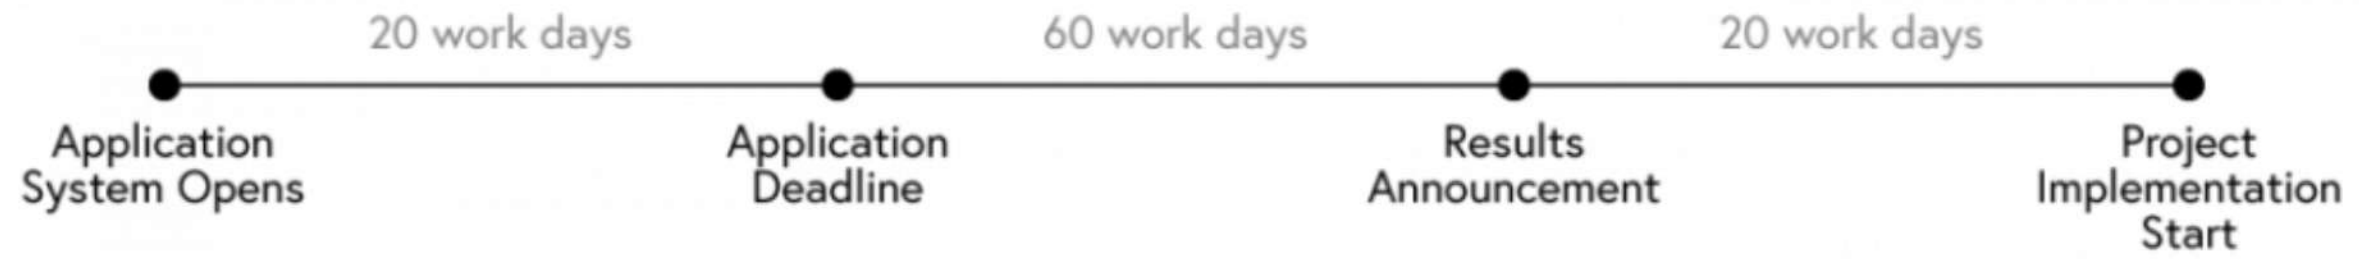 20 work days
60 work days
20 work days
Application
System Opens
Application
Deadline
Results
Announcement
Project
Implementation
Start